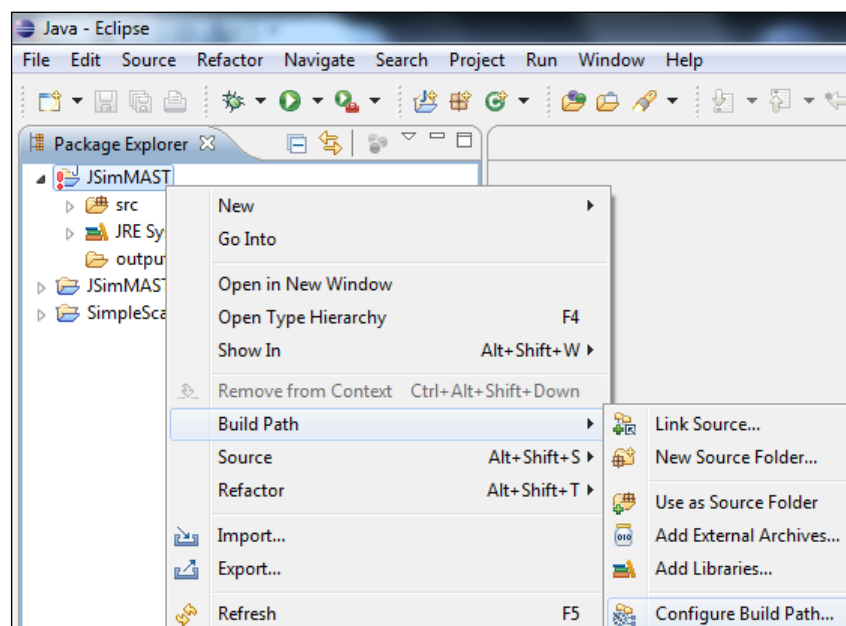 Java - Eclipse
File Edit Source Refactor Navigate Search Project Run Window Help
Package Explorer
JSimMAST
src
JRE Sy
outpu
JSimMAS
SimpleSca
New
Go Into
Open in New Window
Open Type Hierarchy F4
Show In Alt+Shift+W
Remove from Context Ctrl+Alt+Shift+Down
Build Path
Source Alt+Shift+S
Refactor Alt+Shift+T
Import...
Export...
Refresh F5
Link Source...
New Source Folder...
Use as Source Folder
010
Add External Archives...
Add Libraries...
Configure Build Path...